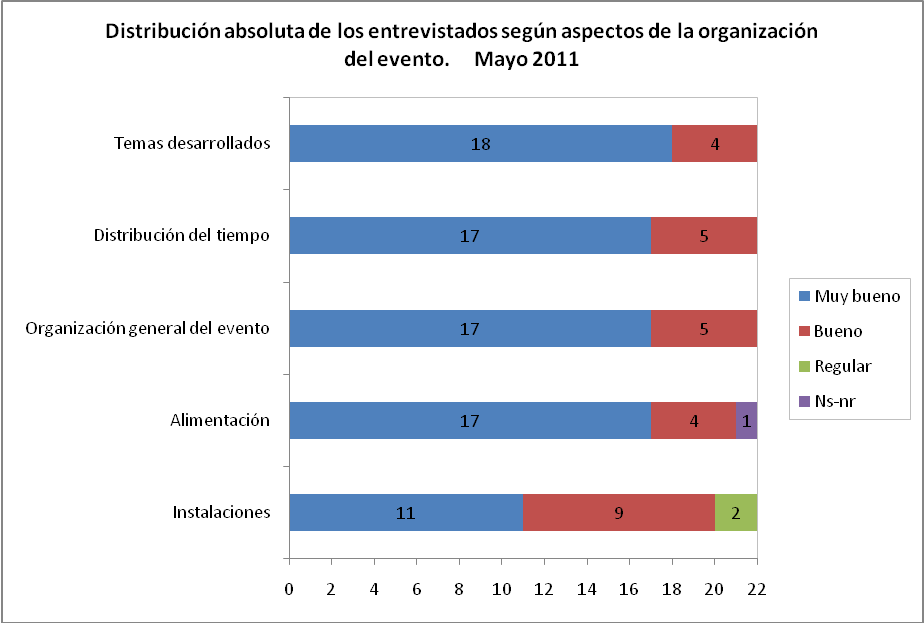 Distribución absoluta de los entrevistados según aspectos de la organización
del evento. Mayo 2011
Temas desarrollados
18 4
Distribución del tiempo
17 5
Organización general del evento
17 5
Alimentación
17 4 1
Instalaciones
11 9 2
0 2 4 6 8 10 12 14 16 18 20 22
Muy bueno
Bueno
Regular
Ns-nr